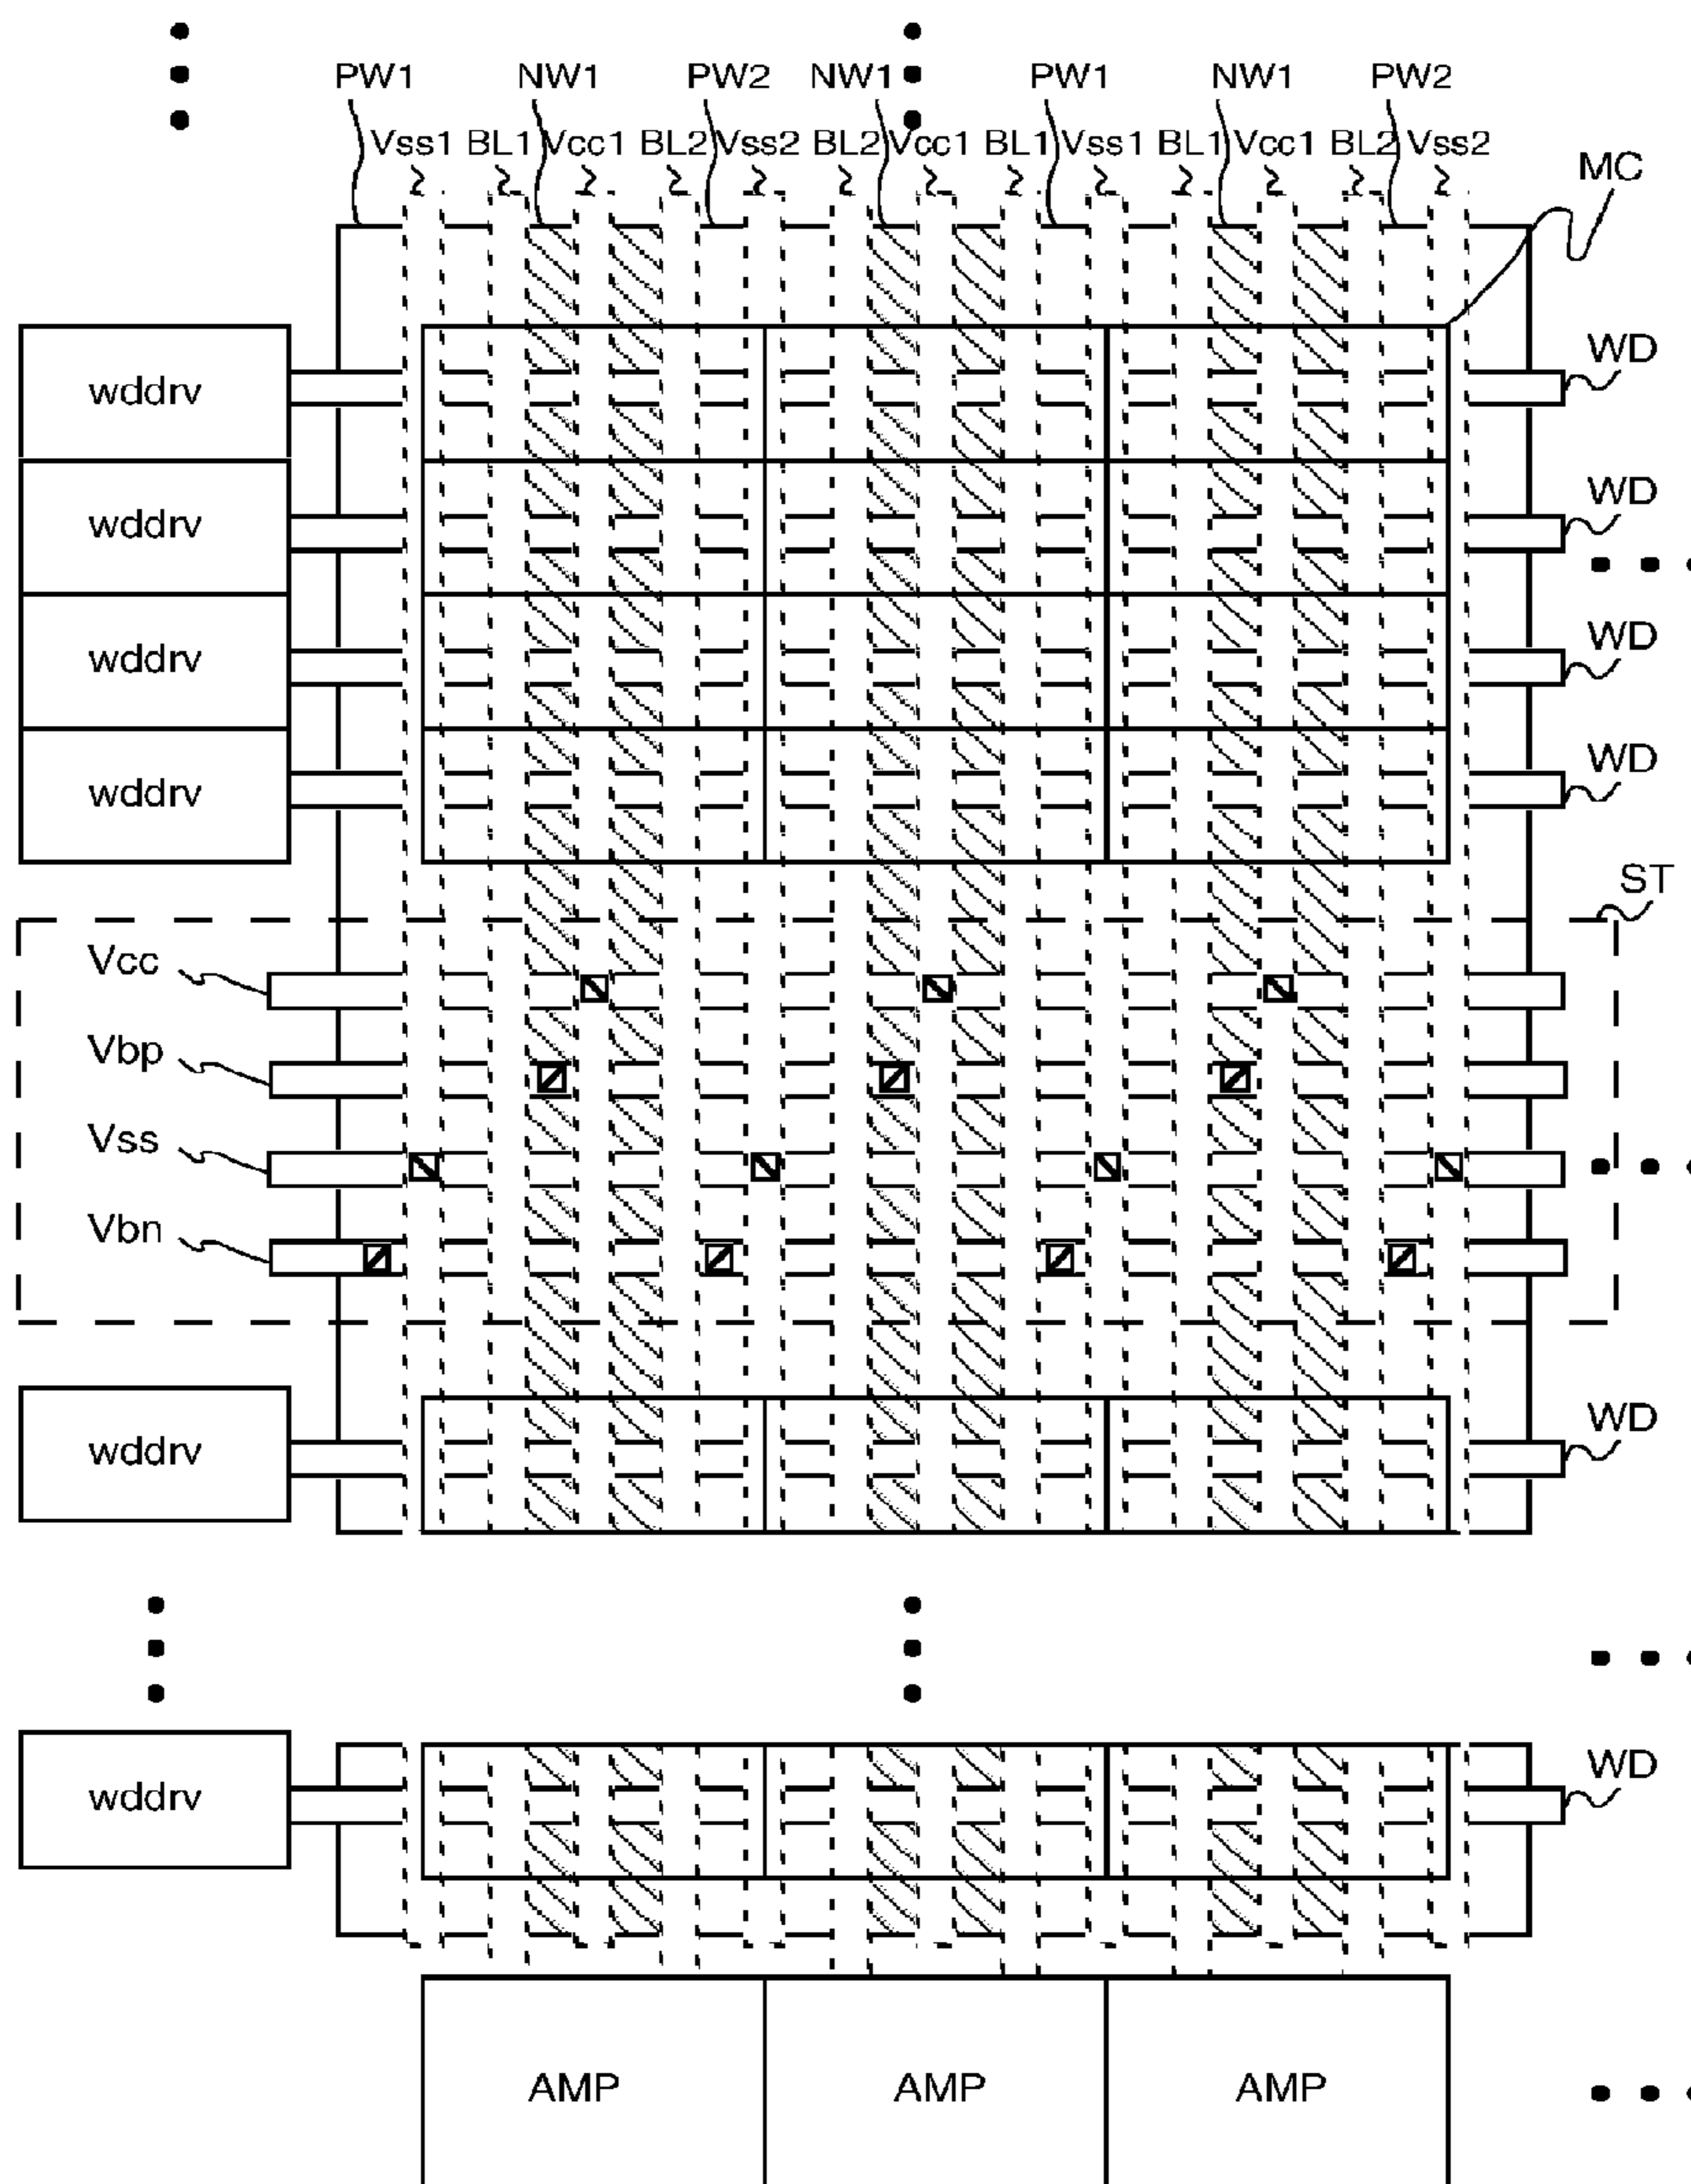 PW1 NW1 PW2 NW1 PW1 NW1 PW2
Vss1 BL1 Vcc1 BL2 Vss2 BL2 Vcc1 BL1 Vss1 BL1 Vcc1 BL2 Vss2
MC
wddrv WD
wddrv WD
wddrv WD
wddrv WD
ST
Vcc
Vbp
Vss
Vbn
wddrv WD
wddrv WD
AMP AMP AMP